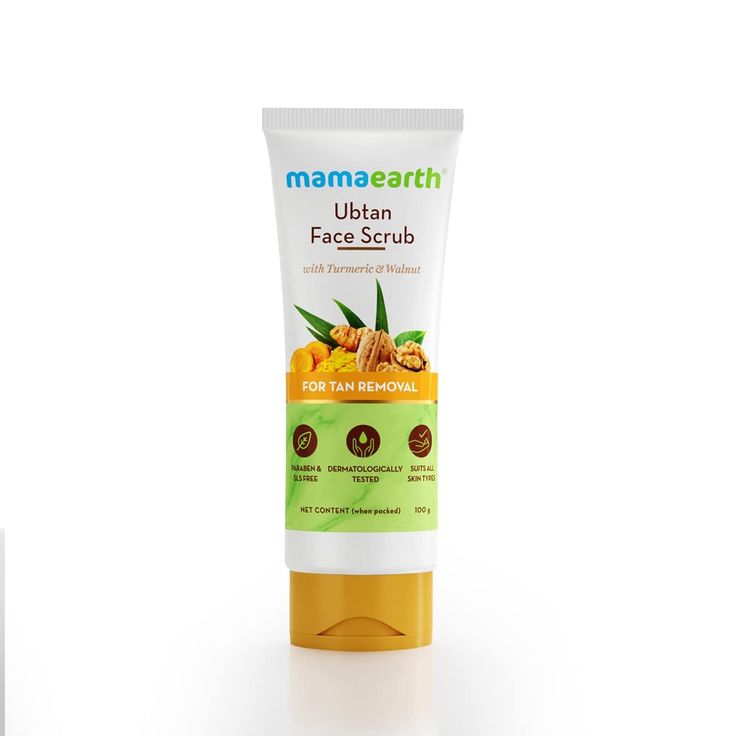 mamaearth®
Ubtan
Face Scrub
with Turmeric & Walnut
FOR TAN REMOVAL
PARABEN &
SLS FREE
DERMATOLOGICALLY
TESTED
SUITS ALL
SKIN TYPES
NET CONTENT (when packed) 100 g